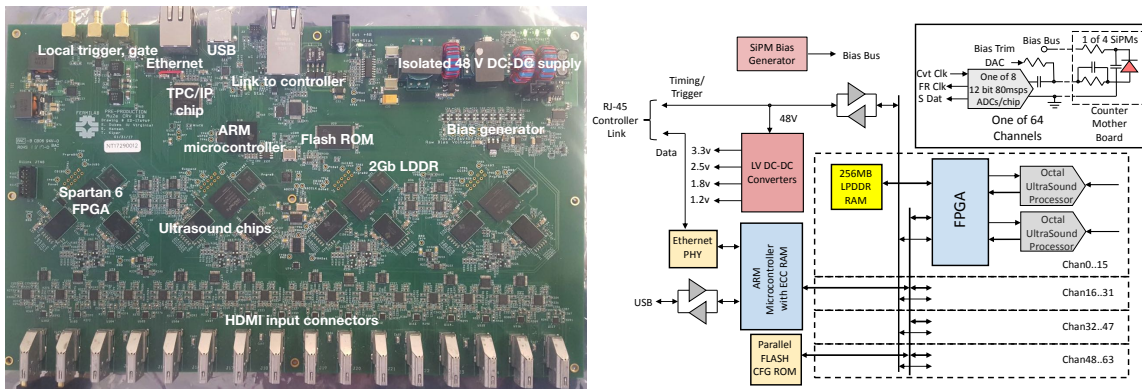 Local trigger, gate
Ethernet
USB
Link to controller
Isolated 48 V DC-DC supply
TPC/IP
chip
FERMILAB
NY17290012
ARM
microcontroller
Flash ROM
Bias generator
2Gb LDDR
Spartan 6
FPGA
Ultrasound chips
HDMI input connectors
SiPM Bias
Generator
Bias Bus
Timing/
Trigger
RJ-45
Controller
Link
Data
48V
3.3v
2.5v
1.8v
1.2v
LV DC-DC
Converters
Ethernet
PHY
USB
ARM
Microcontroller
with ECC RAM
Parallel
FLASH
CFG ROM
Bias Bus
1 of 4 SiPMs
Bias Trim
DAC
Cvt Clk
FR Clk
S Dat
One of 8
12 bit 80msps
ADCs/chip
One of 64
Channels
Counter
Mother
Board
256MB
LPDDR
RAM
FPGA
Octal
UltraSound
Processor
Octal
UltraSound
Processor
Chan0..15
Chan16..31
Chan32..47
Chan48..63